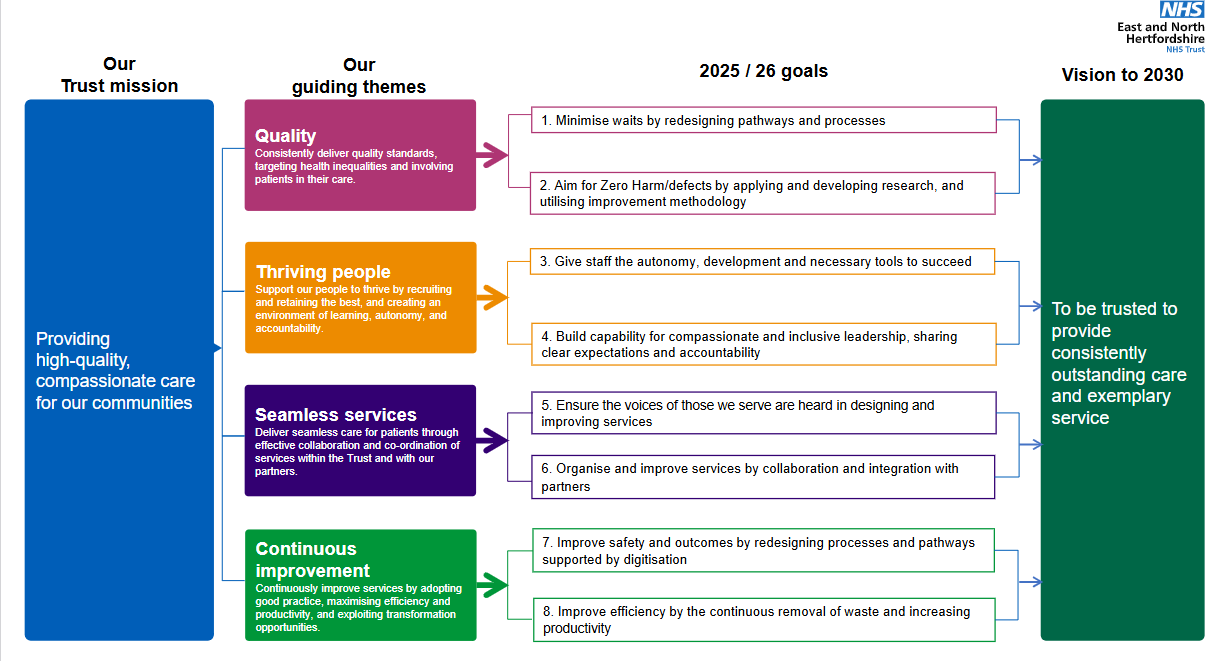 NHS
East and North
Hertfordshire
NHS Trust
Our
Trust mission
Our
guiding themes
2025 / 26 goals
Vision to 2030
Providing
high-quality,
compassionate care
for our communities
Quality
Consistently deliver quality standards,
targeting health inequalities and involving
patients in their care.
1. Minimise waits by redesigning pathways and processes
2. Aim for Zero Harm/defects by applying and developing research, and
utilising improvement methodology
Thriving people
Support our people to thrive by recruiting
and retaining the best, and creating an
environment of learning, autonomy, and
accountability.
3. Give staff the autonomy, development and necessary tools to succeed
4. Build capability for compassionate and inclusive leadership, sharing
clear expectations and accountability
Seamless services
Deliver seamless care for patients through
effective collaboration and co-ordination of
services within the Trust and with our
partners.
5. Ensure the voices of those we serve are heard in designing and
improving services
6. Organise and improve services by collaboration and integration with
partners
Continuous
improvement
Continuously improve services by adopting
good practice, maximising efficiency and
productivity, and exploiting transformation
opportunities.
7. Improve safety and outcomes by redesigning processes and pathways
supported by digitisation
8. Improve efficiency by the continuous removal of waste and increasing
productivity
To be trusted to
provide
consistently
outstanding care
and exemplary
service